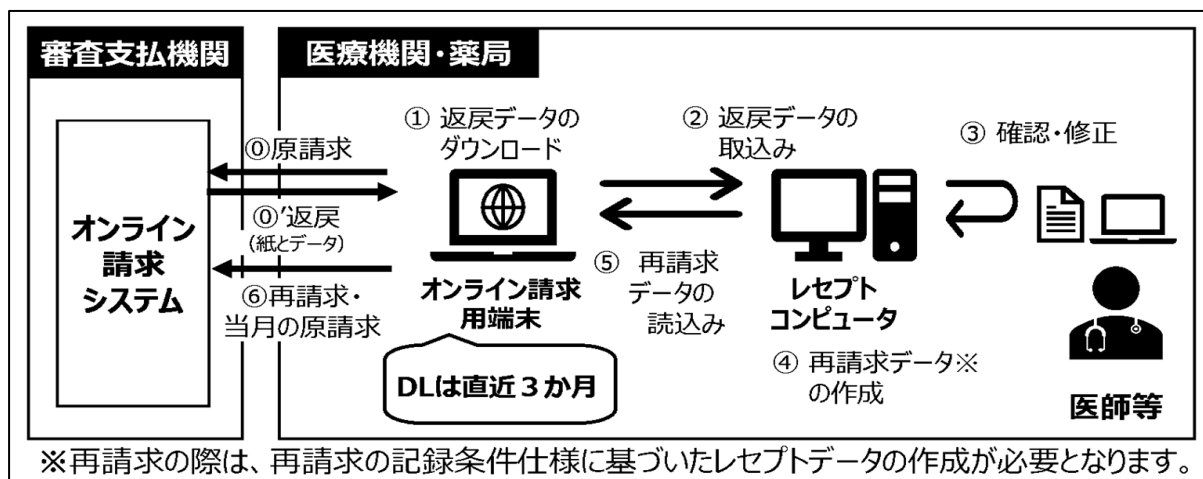 審査支払機関
医療機関・薬局
オンライン
請求
システム
⓪原請求
⓪’返戻
(紙とデータ)
⑥再請求・
当月の原請求
① 返戻データの
ダウンロード
オンライン請求
用端末
DLは直近３か月
② 返戻データの
取込み
⑤ 再請求
データの
読込み
レセプト
コンピュータ
④ 再請求データ※
の作成
③ 確認・修正
医師等
※再請求の際は、再請求の記録条件仕様に基づいたレセプトデータの作成が必要となります。